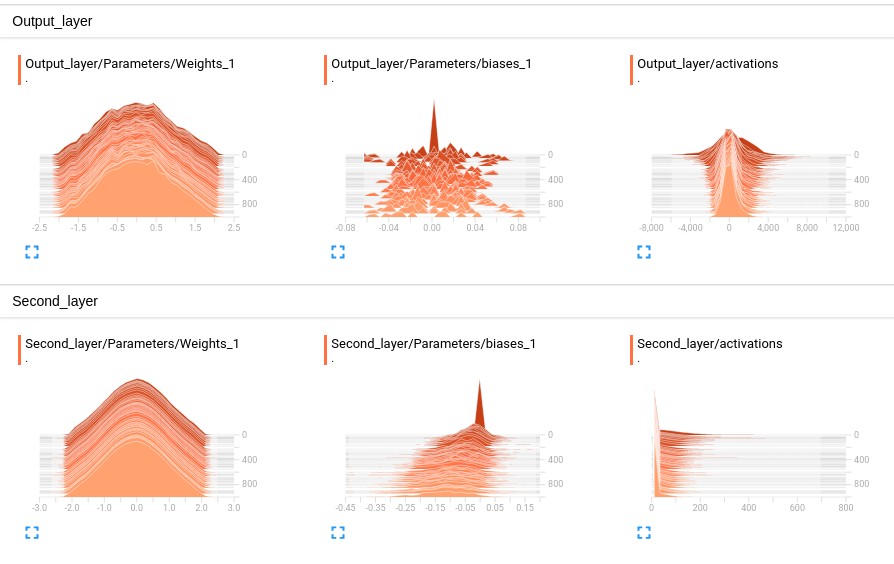 Output_layer
Output_layer/Parameters/Weights_1
.
Output_layer/Parameters/biases_1
.
Output_layer/activations
.
0
400
800
-2.5 -1.5 -0.5 0.5 1.5 2.5
0
400
800
-0.08 -0.04 0.00 0.04 0.08
0
400
800
-8,000 -4,000 0 4,000 8,000 12,000
Second_layer
Second_layer/Parameters/Weights_1
.
Second_layer/Parameters/biases_1
.
Second_layer/activations
.
0
400
800
-3.0 -2.0 -1.0 0.0 1.0 2.0 3.0
0
400
800
-0.45 -0.35 -0.25 -0.15 -0.05 0.05 0.15
0
400
800
0 200 400 600 800